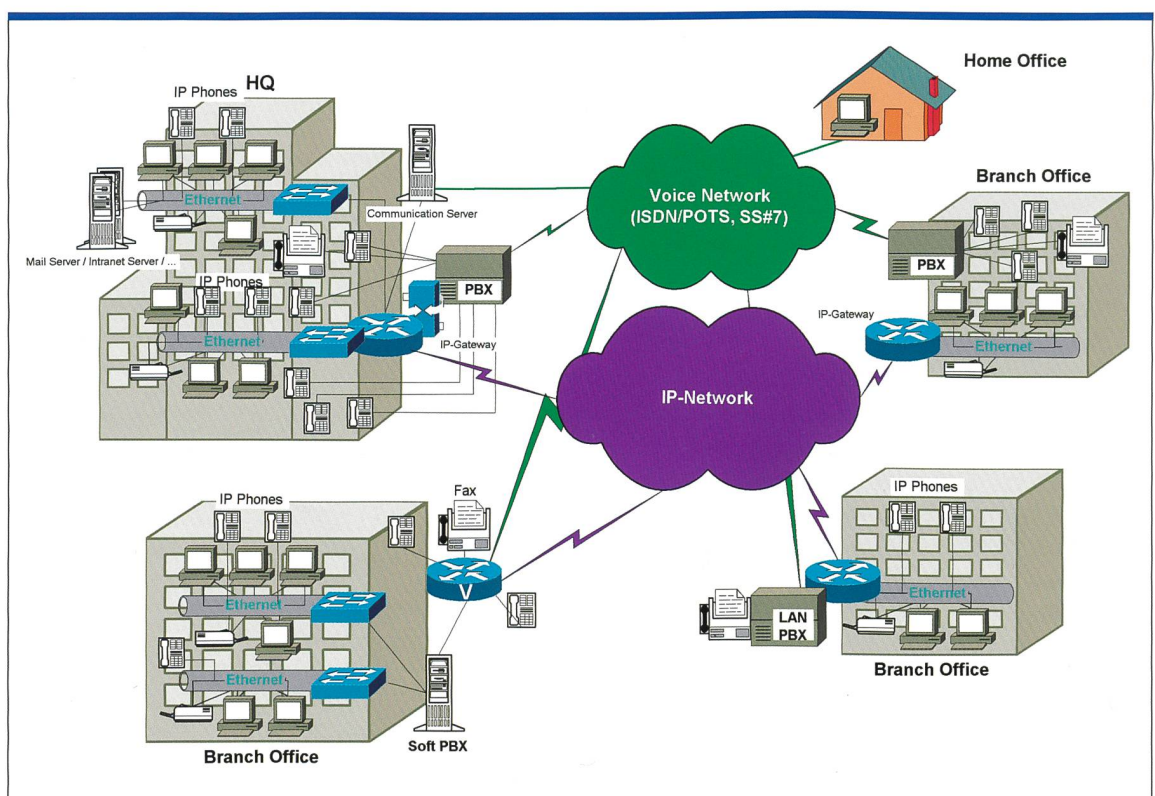 Home Office
HQ
IP Phones
Ethernet
Communication Server
Mail Server / Intranet Server / ...
IP Phones
PBX
IP-Gateway
Ethernet
Voice Network
(ISDN/POTS, SS#7)
Branch Office
PBX
IP-Gateway
Ethernet
IP-Network
IP Phones
Fax
Ethernet
V
Ethernet
Soft PBX
Branch Office
IP Phones
Ethernet
LAN
PBX
Branch Office